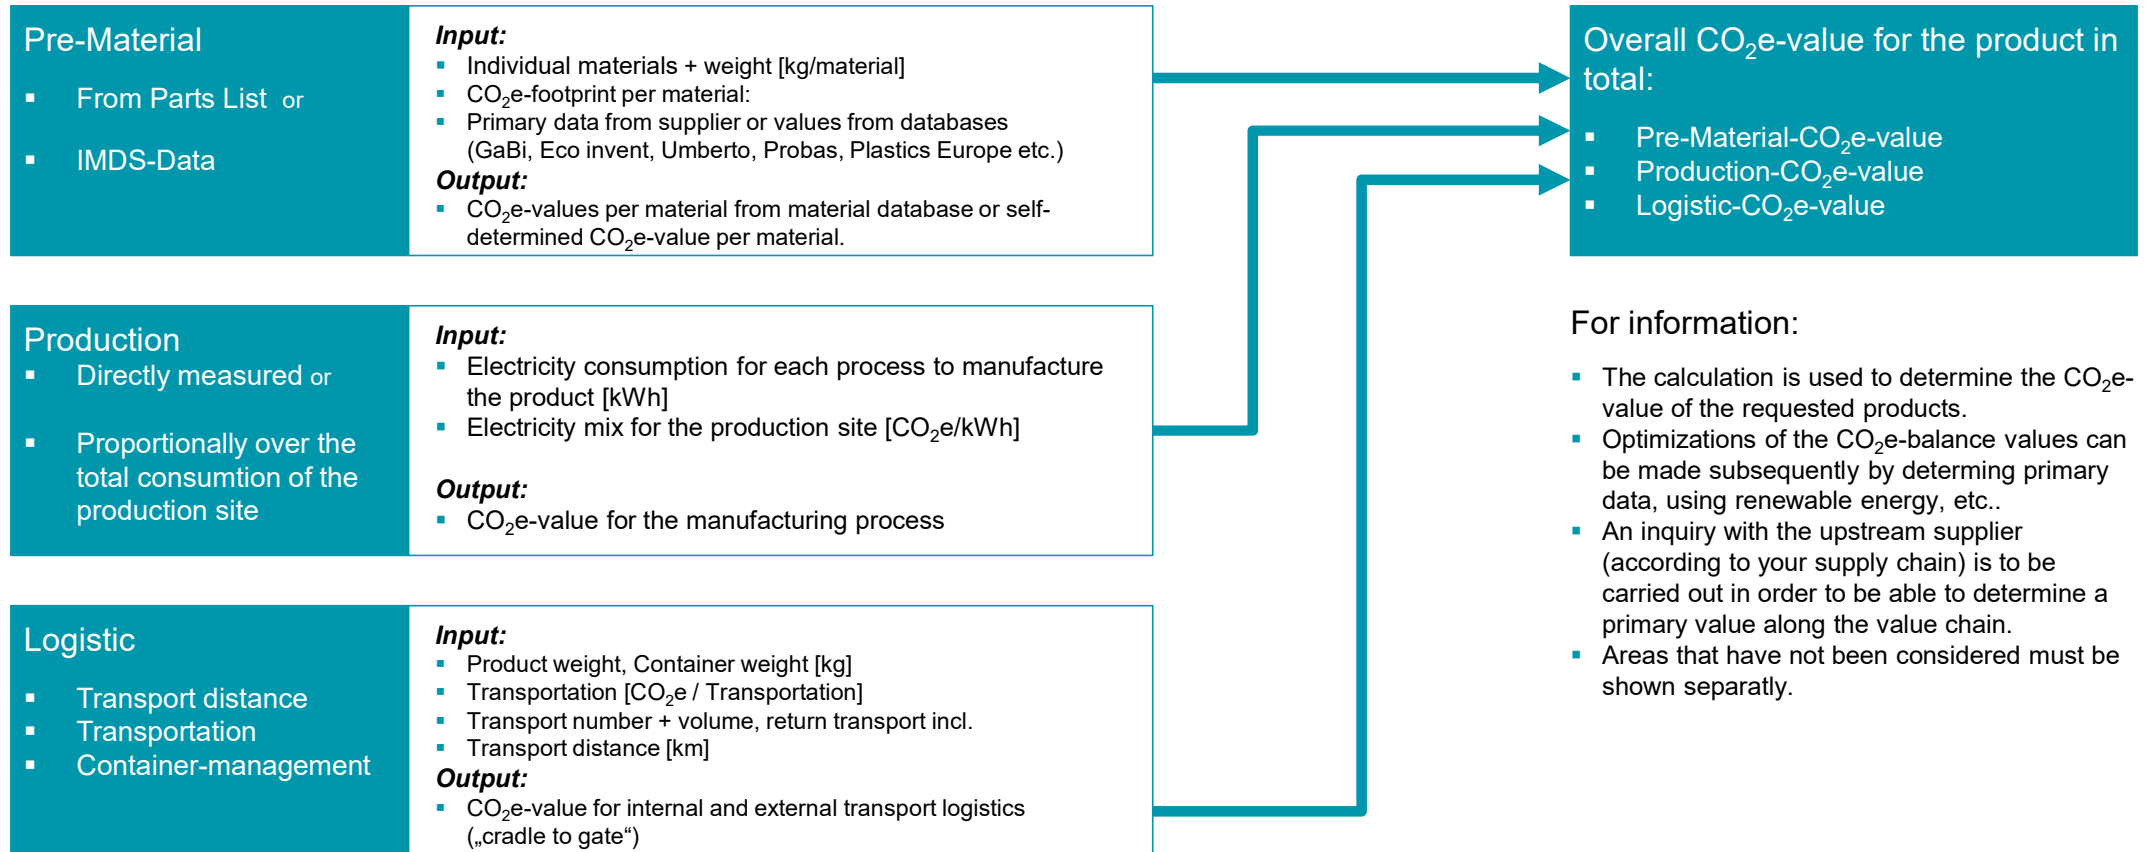 Pre-Material
▪ From Parts List or
▪ IMDS-Data
Input:
▪ Individual materials + weight [kg/material]
▪ CO₂e-footprint per material:
▪ Primary data from supplier or values from databases
(GaBi, Eco invent, Umberto, Probas, Plastics Europe etc.)
Output:
▪ CO₂e-values per material from material database or self-
determined CO₂e-value per material.
Production
▪ Directly measured or
▪ Proportionally over the
total consumtion of the
production site
Input:
▪ Electricity consumption for each process to manufacture
the product [kWh]
▪ Electricity mix for the production site [CO₂e/kWh]
Output:
▪ CO₂e-value for the manufacturing process
Logistic
▪ Transport distance
▪ Transportation
▪ Container-management
Input:
▪ Product weight, Container weight [kg]
▪ Transportation [CO₂e / Transportation]
▪ Transport number + volume, return transport incl.
▪ Transport distance [km]
Output:
▪ CO₂e-value for internal and external transport logistics
(„cradle to gate“)
Overall CO₂e-value for the product in
total:
▪ Pre-Material-CO₂e-value
▪ Production-CO₂e-value
▪ Logistic-CO₂e-value
For information:
▪ The calculation is used to determine the CO₂e-
value of the requested products.
▪ Optimizations of the CO₂e-balance values can
be made subsequently by determing primary
data, using renewable energy, etc..
▪ An inquiry with the upstream supplier
(according to your supply chain) is to be
carried out in order to be able to determine a
primary value along the value chain.
▪ Areas that have not been considered must be
shown separatly.